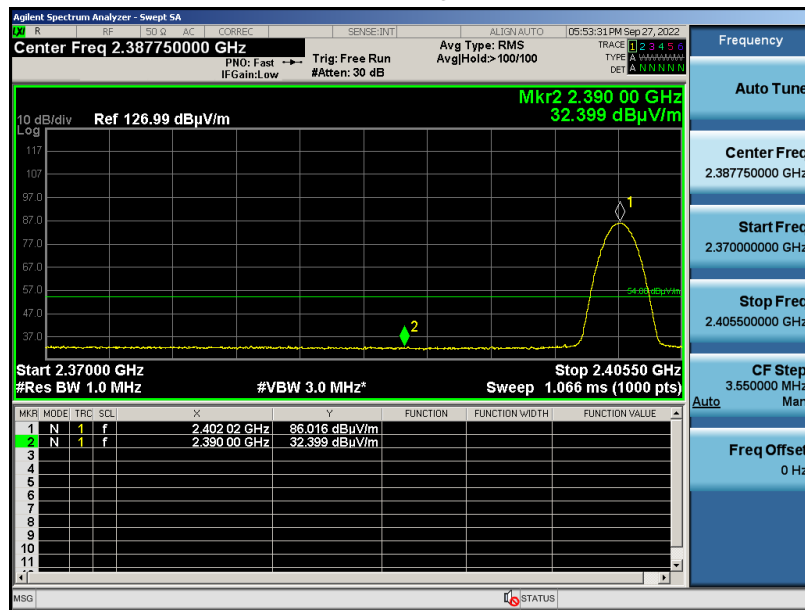 Agilent Spectrum Analyzer - Swept SA
LXI R RF 50 Ω AC CORREC SENSE:INT ALIGN AUTO 05:53:31 PM Sep 27, 2022
Center Freq 2.387750000 GHz
PNO: Fast
IFGain:Low
Trig: Free Run
#Atten: 30 dB
Avg Type: RMS
Avg|Hold:>100/100
TRACE 1 2 3 4 5 6
TYPE A
DET A N N N N N
Mkr2 2.390 00 GHz
32.399 dBµV/m
10 dB/div Ref 126.99 dBµV/m
Log
117
107
97.0
87.0
77.0
67.0
57.0
47.0
37.0
1
54.00 dBµV/m
2
Start 2.37000 GHz Stop 2.40550 GHz
#Res BW 1.0 MHz #VBW 3.0 MHz* Sweep 1.066 ms (1000 pts)
MKR MODE TRC SCL X Y FUNCTION FUNCTION WIDTH FUNCTION VALUE
1 N 1 f 2.402 02 GHz 86.016 dBµV/m
2 N 1 f 2.390 00 GHz 32.399 dBµV/m
3
4
5
6
7
8
9
10
11
MSG STATUS
Frequency
Auto Tune
Center Freq
2.387750000 GHz
Start Freq
2.370000000 GHz
Stop Freq
2.405500000 GHz
CF Step
3.550000 MHz
Auto Man
Freq Offset
0 Hz